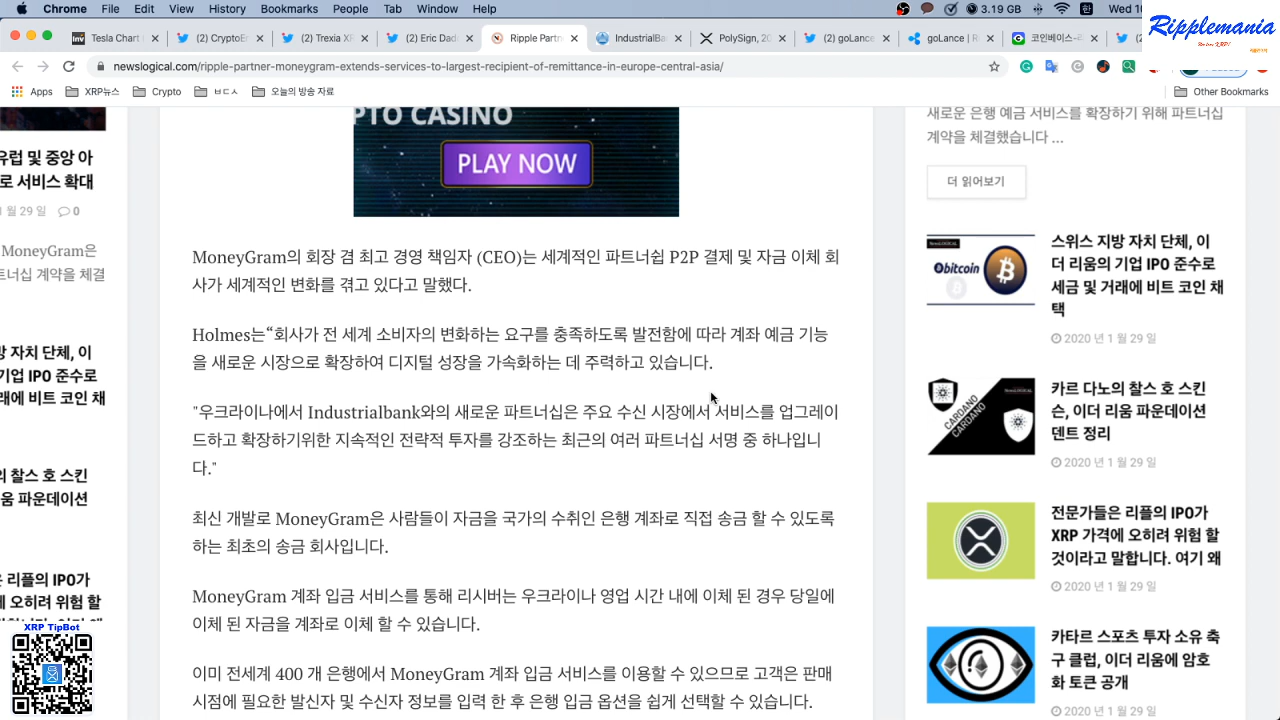 Tesla Chart
Inv
CryptoEri
(2) Trexia
(2) Daric A
Ripple Par
IndustrialBa
PolySign, 20
goLance, 20
코인베이스-리
goLa
3.19 GB
Ripplemania
newslogical.com/ripple-partner-moneygram-extends-services-to-largest-recipient-of-remittance-in-europe-central-asia/
Apps
XRP뉴스
Crypto
ㅂㄷㅅ
오늘의 방송 자료
Other Bookmarks
유럽 및 중앙 아
로 서비스 확대
월 29 일
0
MoneyGram은
트너십 계약을 체결
방 자치 단체, 이
기업 IPO 준수로
래에 비트 코인 채
의 찰스 호 스킨
움 파운데이션
은 리플의 IPO가
에 오히려 위험 할
XRP TipBot
PTO CASINO
PLAY NOW
MoneyGram의 회장 겸 최고 경영 책임자 (CEO)는 세계적인 파트너쉽 P2P 결제 및 자금 이체 회
사가 세계적인 변화를 겪고 있다고 말했다.
Holmes는“회사가 전 세계 소비자의 변화하는 요구를 충족하도록 발전함에 따라 계좌 예금 기능
을 새로운 시장으로 확장하여 디지털 성장을 가속화하는 데 주력하고 있습니다.
"우크라이나에서 Industrialbank와의 새로운 파트너십은 주요 수신 시장에서 서비스를 업그레이
드하고 확장하기위한 지속적인 전략적 투자를 강조하는 최근의 여러 파트너십 서명 중 하나입니
다."
최신 개발로 MoneyGram은 사람들이 자금을 국가의 수취인 은행 계좌로 직접 송금 할 수 있도록
하는 최초의 송금 회사입니다.
MoneyGram 계좌 입금 서비스를 통해 리시버는 우크라이나 영업 시간 내에 이체 된 경우 당일에
이체 된 자금을 계좌로 이체 할 수 있습니다.
이미 전세계 400 개 은행에서 MoneyGram 계좌 입금 서비스를 이용할 수 있으므로 고객은 판매
시점에 필요한 발신자 및 수신자 정보를 입력 한 후 은행 입금 옵션을 쉽게 선택할 수 있습니다.
새로운 은행 예금 서비스를 확장하기 위해 파트너십
계약을 체결했습니다 ...
더 읽어보기
bitcoin
스위스 지방 자치 단체, 이
더 리움의 기업 IPO 준수로
세금 및 거래에 비트 코인 채
택
2020 년 1 월 29 일
CARDANO
CARDANO
카르 다노의 찰스 호 스킨
슨, 이더 리움 파운데이션
덴트 정리
2020 년 1 월 29 일
전문가들은 리플의 IPO가
XRP 가격에 오히려 위험 할
것이라고 말합니다. 여기 왜
2020 년 1 월 29 일
카타르 스포츠 투자 소유 축
구 클럽, 이더 리움에 암호
화 토큰 공개
2020 년 1 월 29 일